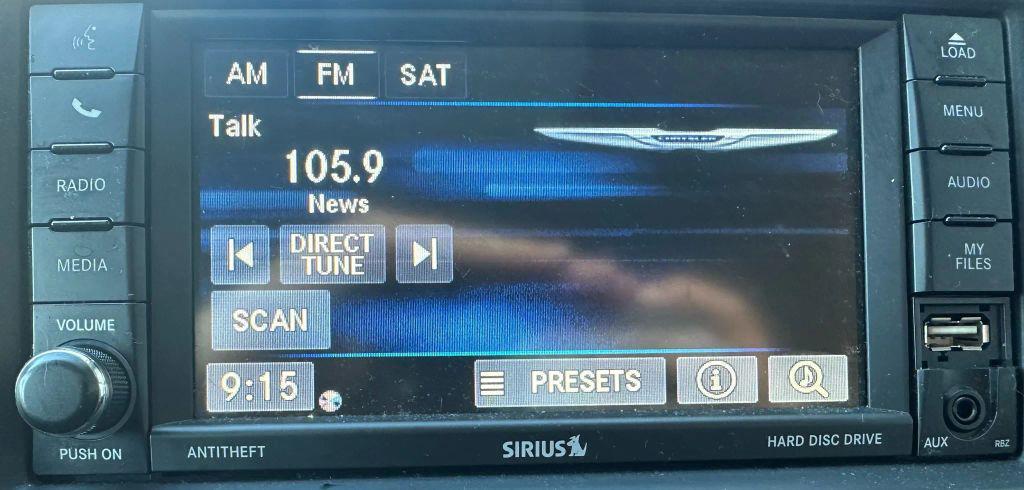 AM FM SAT
Talk
CHRYSLER
105.9
News
DIRECT
TUNE
SCAN
9:15 PRESETS
RADIO
MEDIA
VOLUME
PUSH ON
LOAD
MENU
AUDIO
MY
FILES
AUX RBZ
ANTITHEFT SIRIUS HARD DISC DRIVE